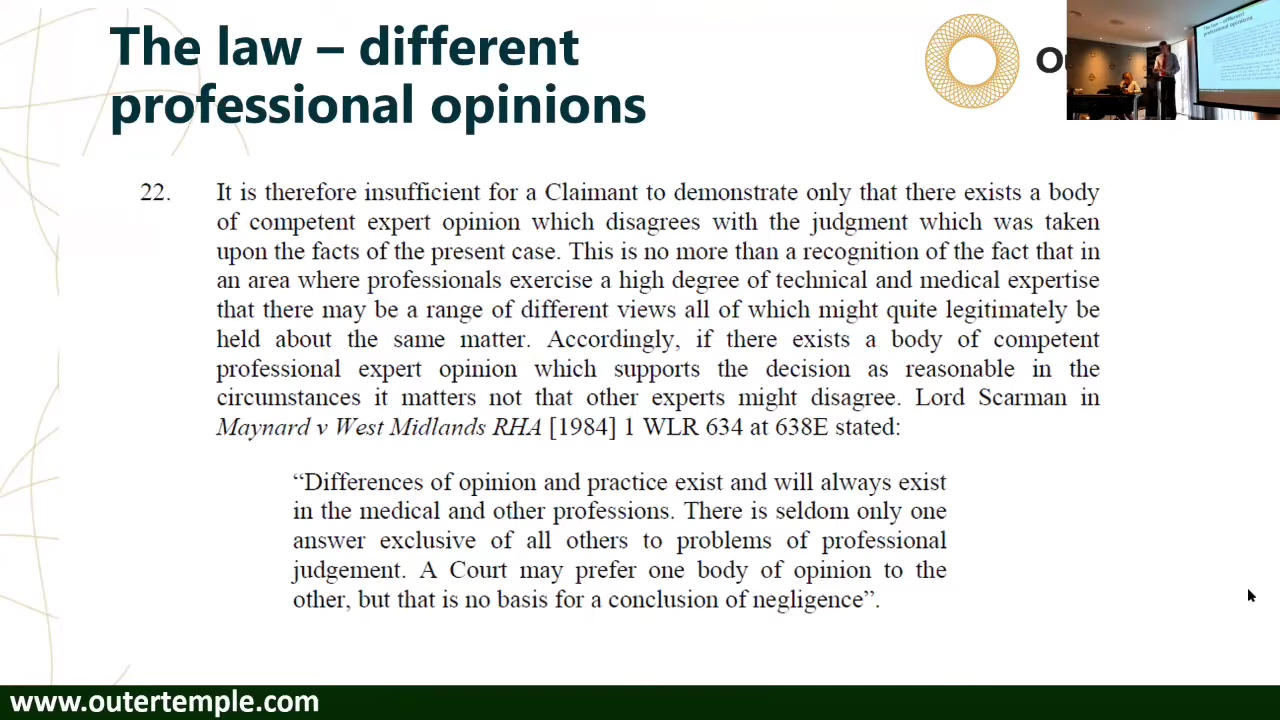 The law – different
professional opinions
22. It is therefore insufficient for a Claimant to demonstrate only that there exists a body
of competent expert opinion which disagrees with the judgment which was taken
upon the facts of the present case. This is no more than a recognition of the fact that in
an area where professionals exercise a high degree of technical and medical expertise
that there may be a range of different views all of which might quite legitimately be
held about the same matter. Accordingly, if there exists a body of competent
professional expert opinion which supports the decision as reasonable in the
circumstances it matters not that other experts might disagree. Lord Scarman in
Maynard v West Midlands RHA [1984] 1 WLR 634 at 638E stated:
“Differences of opinion and practice exist and will always exist
in the medical and other professions. There is seldom only one
answer exclusive of all others to problems of professional
judgement. A Court may prefer one body of opinion to the
other, but that is no basis for a conclusion of negligence”.
www.outertemple.com